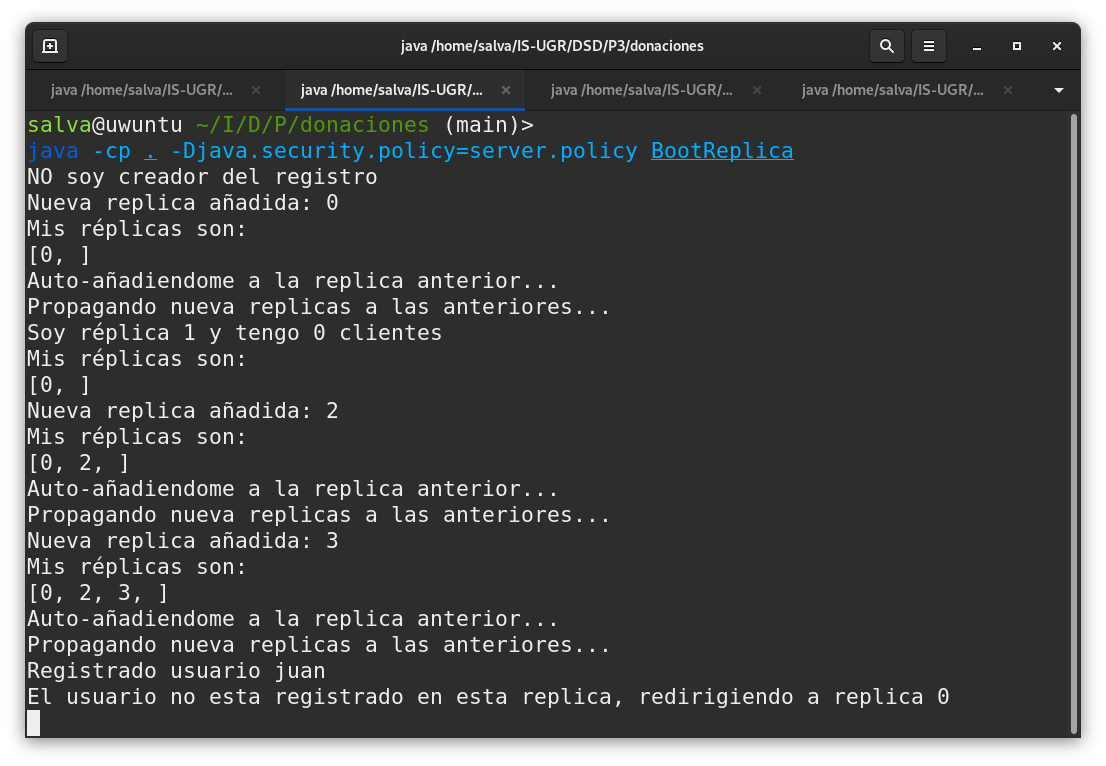 java /home/salva/IS-UGR/DSD/P3/donaciones
java /home/salva/IS-UGR/...
java /home/salva/IS-UGR/...
java /home/salva/IS-UGR/...
java /home/salva/IS-UGR/...
salva@uwuntu ~/I/D/P/donaciones (main)>
java -cp . -Djava.security.policy=server.policy BootReplica
NO soy creador del registro
Nueva replica añadida: 0
Mis réplicas son:
[0, ]
Auto-añadiendome a la replica anterior...
Propagando nueva replicas a las anteriores...
Soy réplica 1 y tengo 0 clientes
Mis réplicas son:
[0, ]
Nueva replica añadida: 2
Mis réplicas son:
[0, 2, ]
Auto-añadiendome a la replica anterior...
Propagando nueva replicas a las anteriores...
Nueva replica añadida: 3
Mis réplicas son:
[0, 2, 3, ]
Auto-añadiendome a la replica anterior...
Propagando nueva replicas a las anteriores...
Registrado usuario juan
El usuario no esta registrado en esta replica, redirigiendo a replica 0